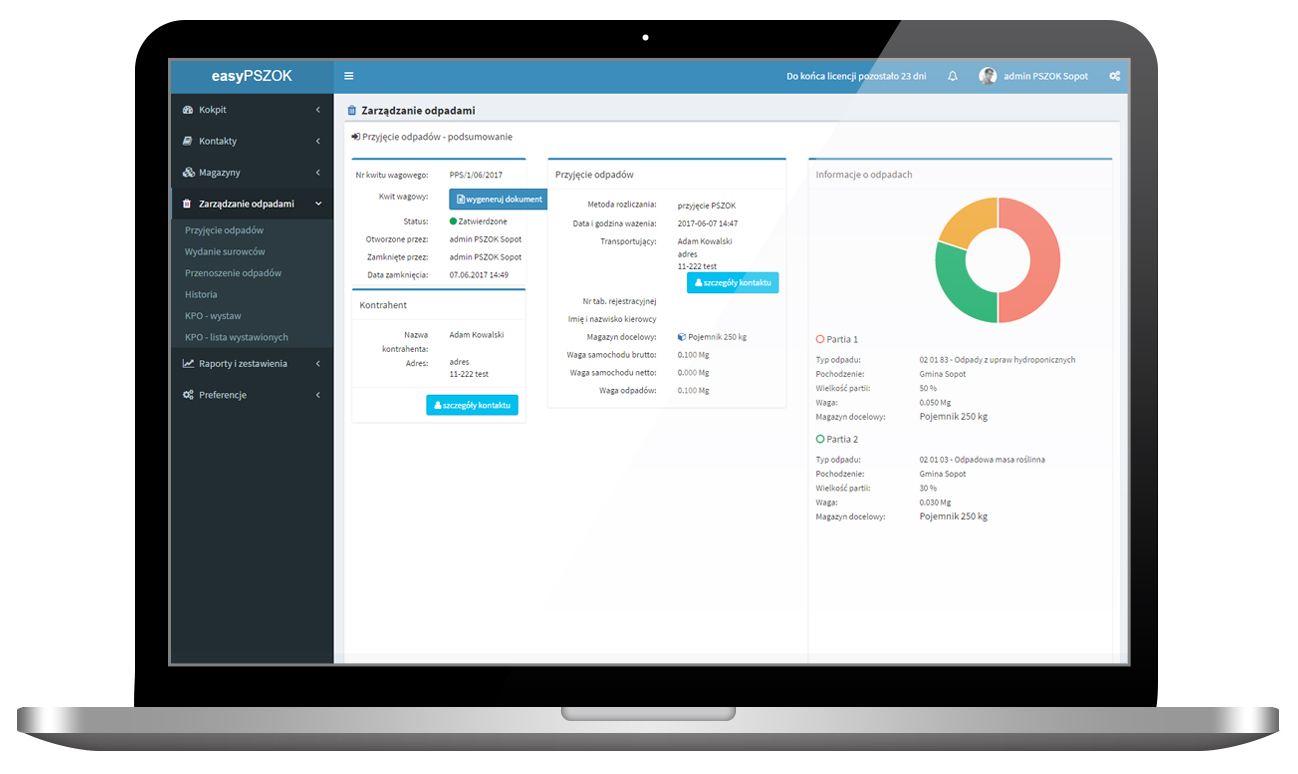 easyPSZOK
Do końca licencji pozostało 23 dni
admin PSZOK Sopot
Kokpit
Kontakty
Magazyny
Zarządzanie odpadami
Przyjęcie odpadów
Wydanie surowców
Przenoszenie odpadów
Historia
KPO - wystaw
KPO - lista wystawionych
Raporty i zestawienia
Preferencje
Zarządzanie odpadami
Przyjęcie odpadów - podsumowanie
Nr kwitu wagowego: PPS/1/06/2017
Kwit wagowy: wygeneruj dokument
Status: Zatwierdzone
Otworzone przez: admin PSZOK Sopot
Zamknięte przez: admin PSZOK Sopot
Data zamknięcia: 07.06.2017 14:49
Kontrahent
Nazwa Adam Kowalski
kontrahenta:
Adres: adres
11-222 test
szczegóły kontaktu
Przyjęcie odpadów
Metoda rozliczania: przyjęcie PSZOK
Data i godzina ważenia: 2017-06-07 14:47
Transportujący: Adam Kowalski
adres
11-222 test
szczegóły kontaktu
Nr tab. rejestracyjnej
Imię i nazwisko kierowcy
Magazyn docelowy: Pojemnik 250 kg
Waga samochodu brutto: 0.100 Mg
Waga samochodu netto: 0.000 Mg
Waga odpadów: 0.100 Mg
Informacje o odpadach
Partia 1
Typ odpadu: 02 01 83 - Odpady z upraw hydroponicznych
Pochodzenie: Gmina Sopot
Wielkość partii: 50 %
Waga: 0.050 Mg
Magazyn docelowy: Pojemnik 250 kg
Partia 2
Typ odpadu: 02 01 03 - Odpadowa masa roślinna
Pochodzenie: Gmina Sopot
Wielkość partii: 30 %
Waga: 0.030 Mg
Magazyn docelowy: Pojemnik 250 kg